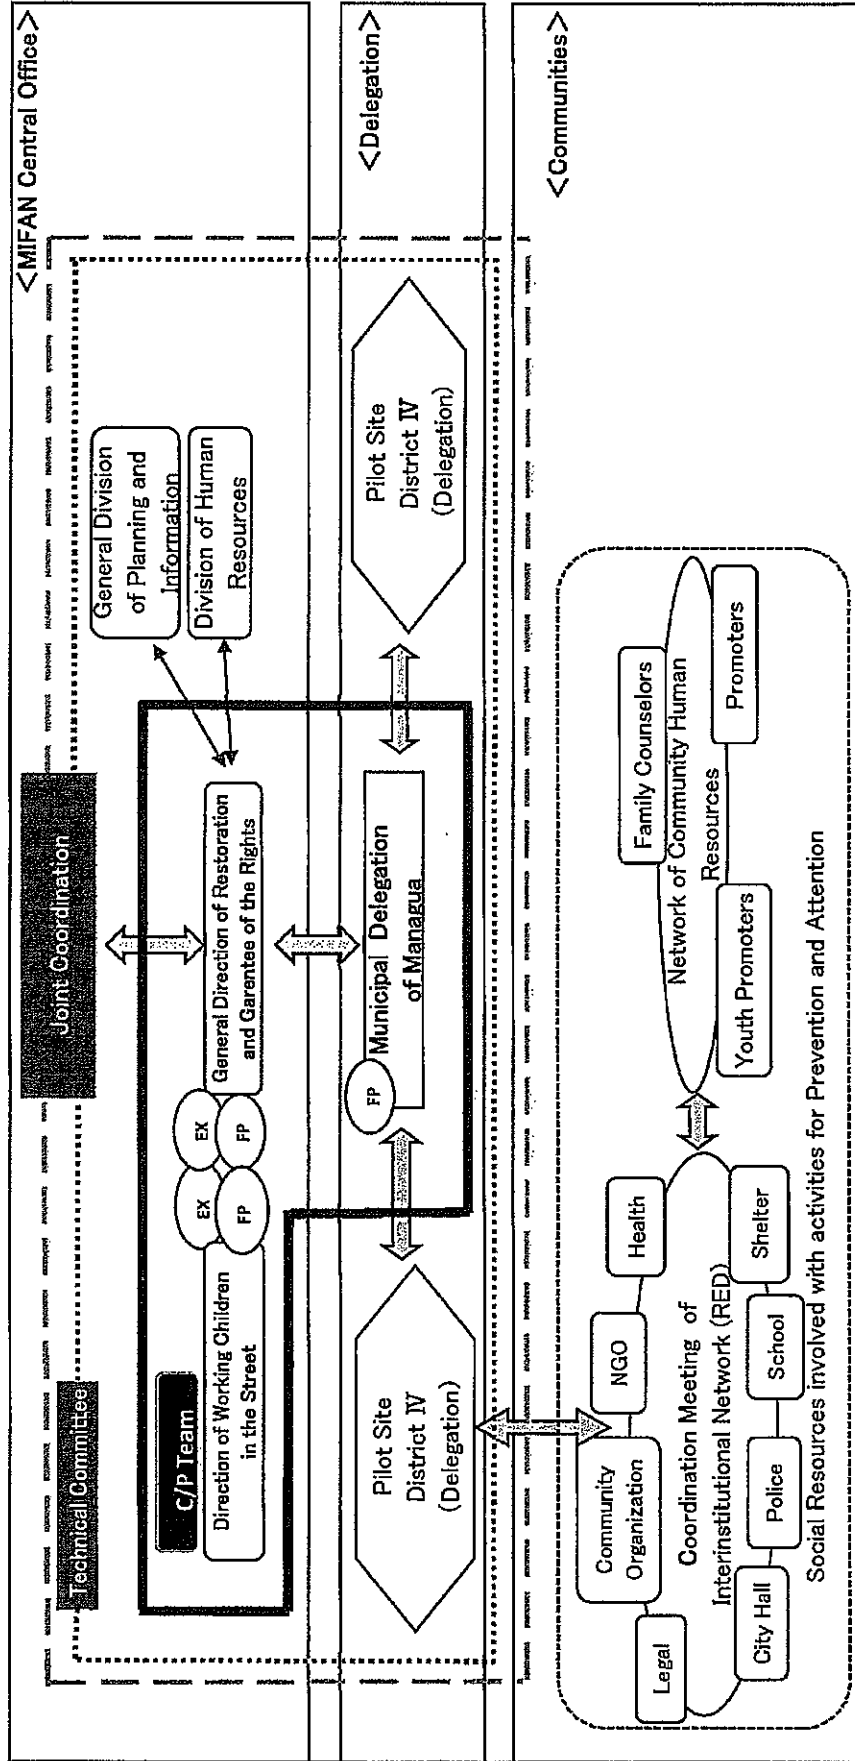 <MIFAN Central Office>
Joint Coordination
Technical Committee
General Division
of Planning and
Information
Division of Human
Resources
General Direction of Restoration
and Garentee of the Rights
EX
FP
EX
FP
C/P Team
Direction of Working Children
in the Street
<Delegation>
Pilot Site
District Ⅳ
(Delegation)
Municipal Delegation
of Managua
FP
Pilot Site
District Ⅳ
(Delegation)
<Communities>
Legal
Community
Organization
NGO
Health
Coordination Meeting of
Interinstitutional Network (RED)
City Hall
Police
School
Shelter
Family Counselors
Network of Community Human
Resources
Youth Promoters
Promoters
Social Resources involved with activities for Prevention and Attention